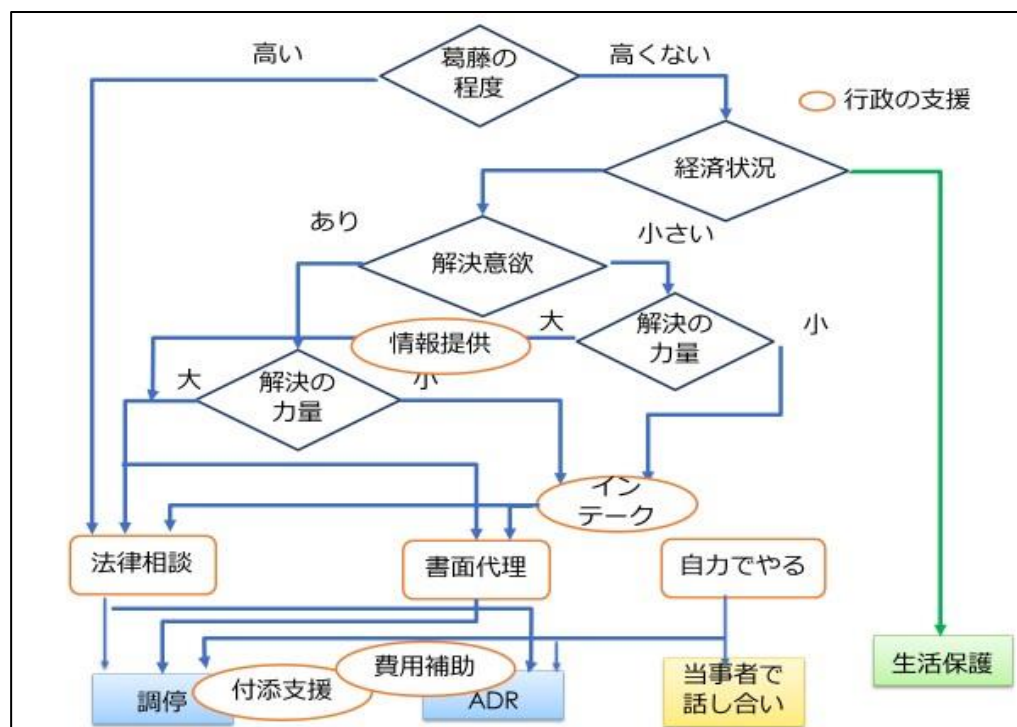 高い
葛藤の
程度
高くない
行政の支援
経済状況
あり
小さい
解決意欲
大
解決の
力量
小
情報提供
大
解決の
力量
小
イン
テーク
法律相談
書面代理
自力でやる
調停
付添支援
費用補助
ADR
当事者で
話し合い
生活保護